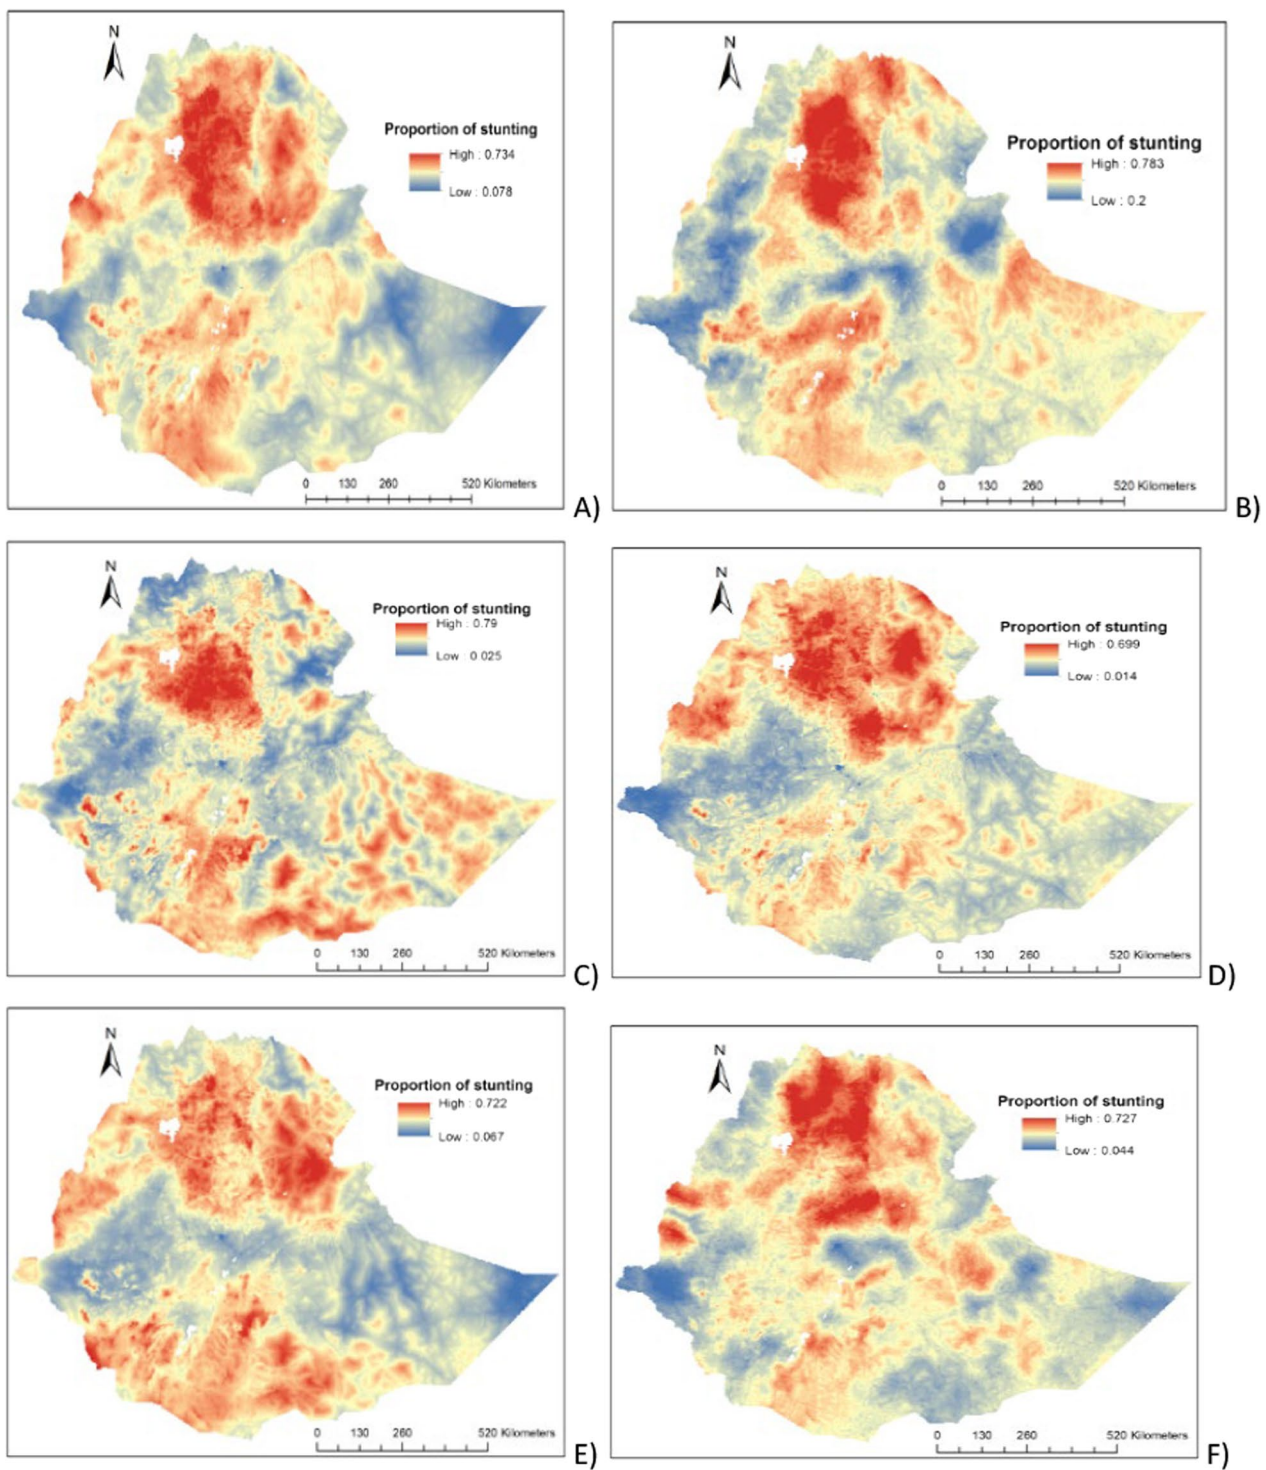 N
Proportion of stunting
High : 0.734
Low : 0.078
0 130 260 520 Kilometers
A)
N
Proportion of stunting
High : 0.783
Low : 0.2
0 130 260 520 Kilometers
B)
N
Proportion of stunting
High : 0.79
Low : 0.025
0 130 260 520 Kilometers
C)
N
Proportion of stunting
High : 0.699
Low : 0.014
0 130 260 520 Kilometers
D)
N
Proportion of stunting
High : 0.722
Low : 0.067
0 130 260 520 Kilometers
E)
N
Proportion of stunting
High : 0.727
Low : 0.044
0 130 260 520 Kilometers
F)